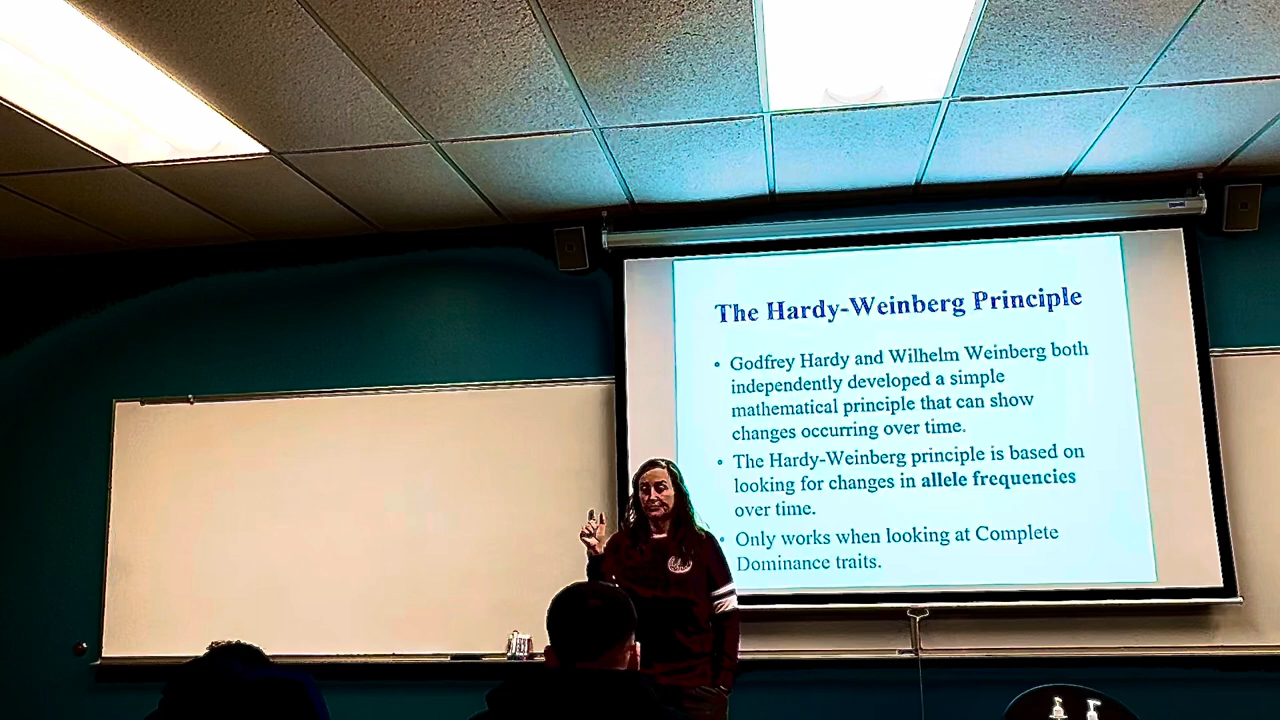 The Hardy-Weinberg Principle
• Godfrey Hardy and Wilhelm Weinberg both
independently developed a simple
mathematical principle that can show
changes occurring over time.
• The Hardy-Weinberg principle is based on
looking for changes in allele frequencies
over time.
• Only works when looking at Complete
Dominance traits.